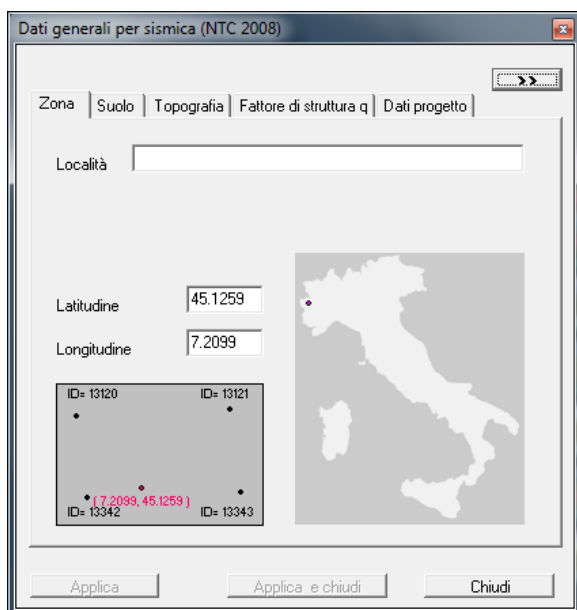 Dati generali per sismica (NTC 2008)
>>
Zona Suolo Topografia Fattore di struttura q Dati progetto
Località
Latitudine 45.1259
Longitudine 7.2099
ID= 13120 ID= 13121
( 7.2099, 45.1259 )
ID= 13342 ID= 13343
Applica Applica e chiudi Chiudi